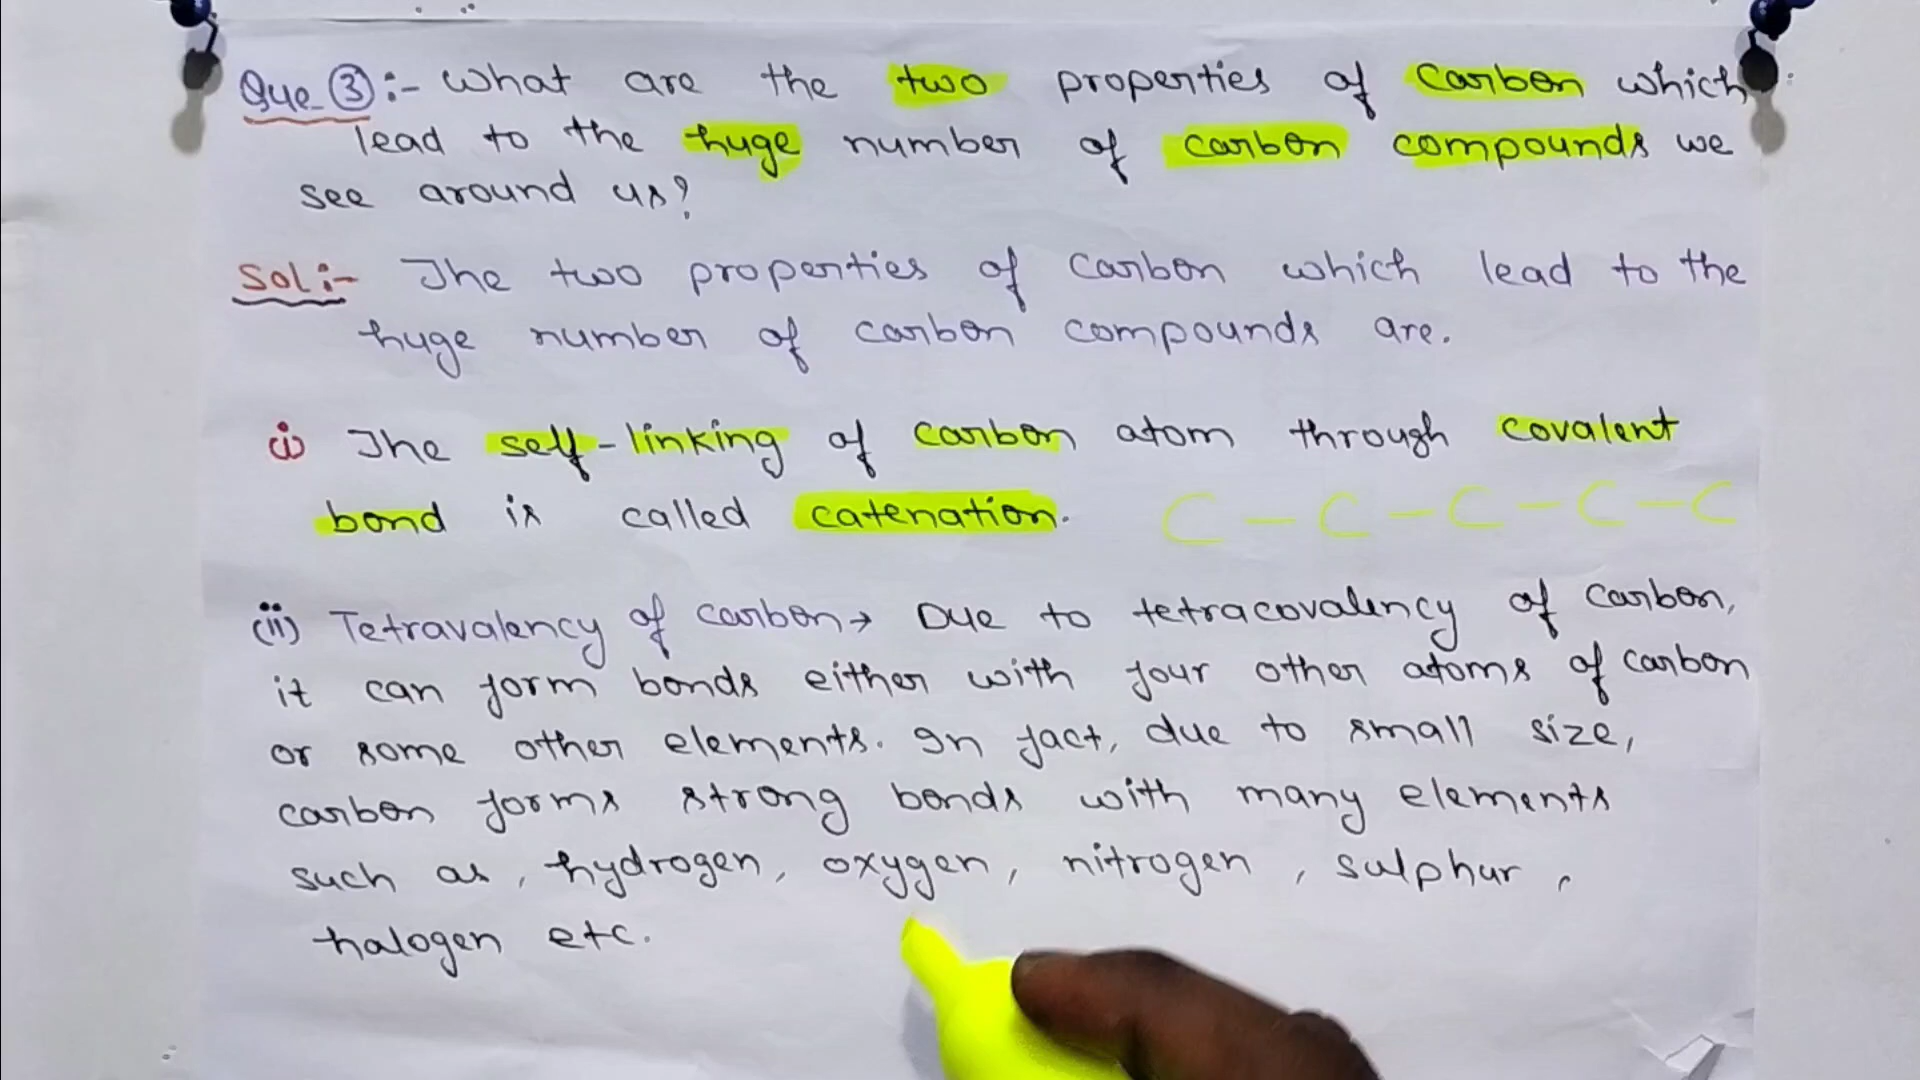 Que ③:- What are the two properties of carbon which
lead to the huge number of carbon compounds we
see around us?
Sol:- The two properties of carbon which lead to the
huge number of carbon compounds are.
(i) The self-linking of carbon atom through covalent
bond is called catenation. C - C - C - C - C
(ii) Tetravalency of carbon→ Due to tetracovalency of carbon,
it can form bonds either with four other atoms of carbon
or some other elements. In fact, due to small size,
carbon forms strong bonds with many elements
such as, hydrogen, oxygen, nitrogen, sulphur,
halogen etc.